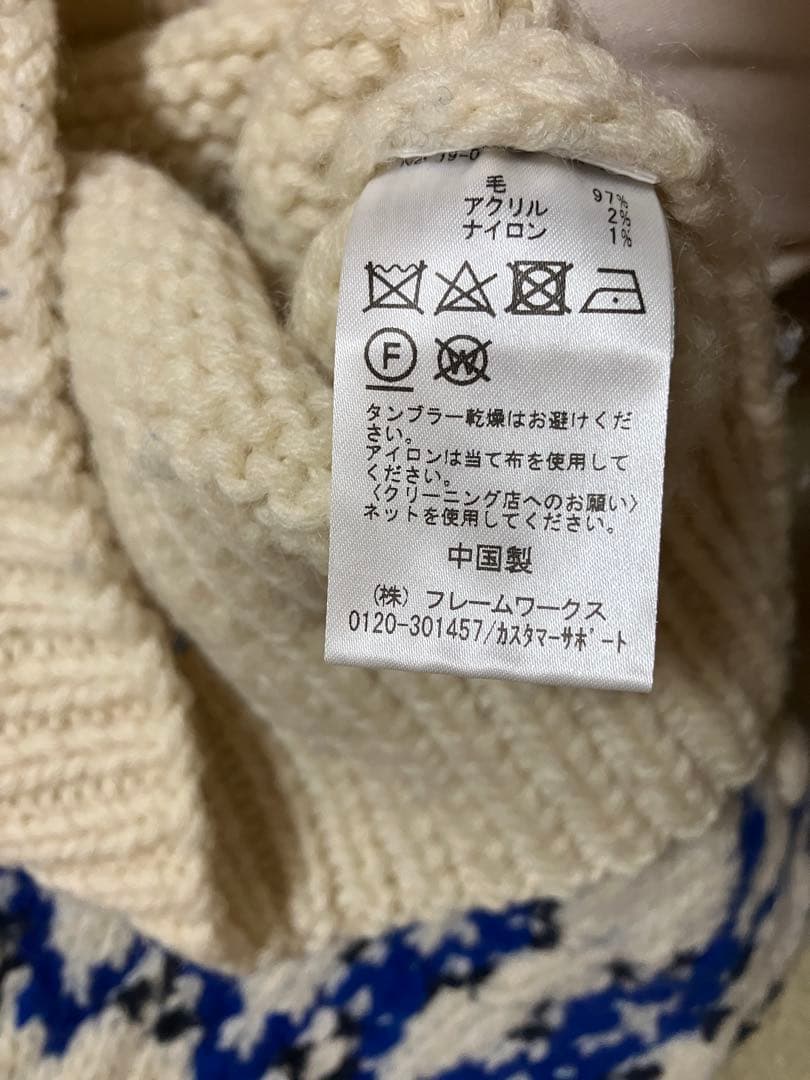 毛 97%
アクリル 2%
ナイロン 1%
F W
タンブラー乾燥はお避けくだ
さい。
アイロンは当て布を使用して
ください。
〈クリーニング店へのお願い〉
ネットを使用してください。
中国製
(株) フレームワークス
0120-301457/ｶｽﾀﾏｰｻﾎﾟｰﾄ